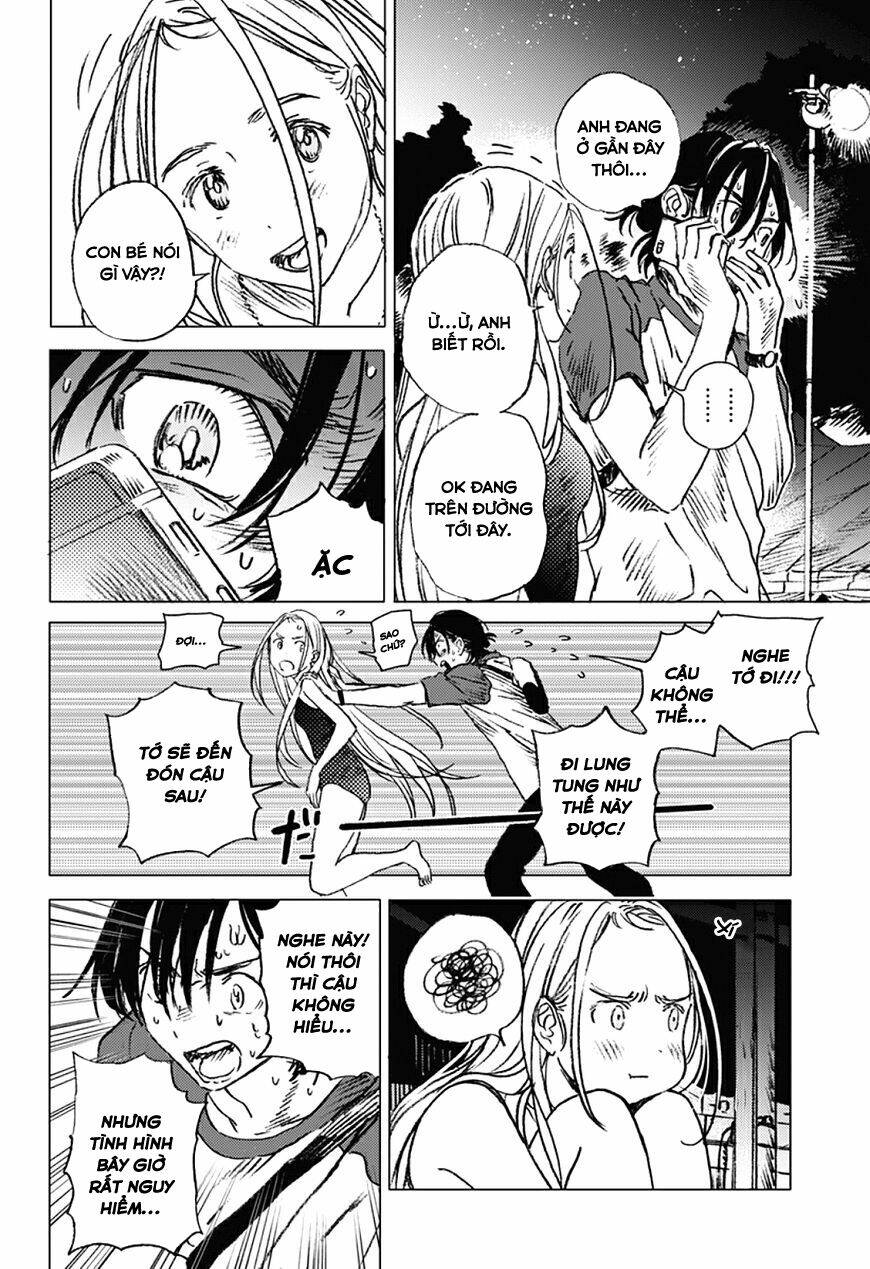 ANH ĐANG
Ở GẦN ĐÂY
THÔI...
Ừ...Ừ, ANH
BIẾT RỒI.
OK ĐANG
TRÊN ĐƯỜNG
TỚI ĐÂY.
CON BÉ NÓI
GÌ VẬY?!
ẶC
NGHE
TỚ ĐI!!!
CẬU
KHÔNG
THỂ...
ĐI LUNG
TUNG NHƯ
THẾ NÀY
ĐƯỢC!
SAO
CHỨ?
ĐỢI...
TỚ SẼ ĐẾN
ĐÓN CẬU
SAU!
だっ
NGHE NÀY!
NÓI THÔI
THÌ CẬU
KHÔNG
HIỂU...
NHƯNG
TÌNH HÌNH
BÂY GIỜ
RẤT NGUY
HIỂM...